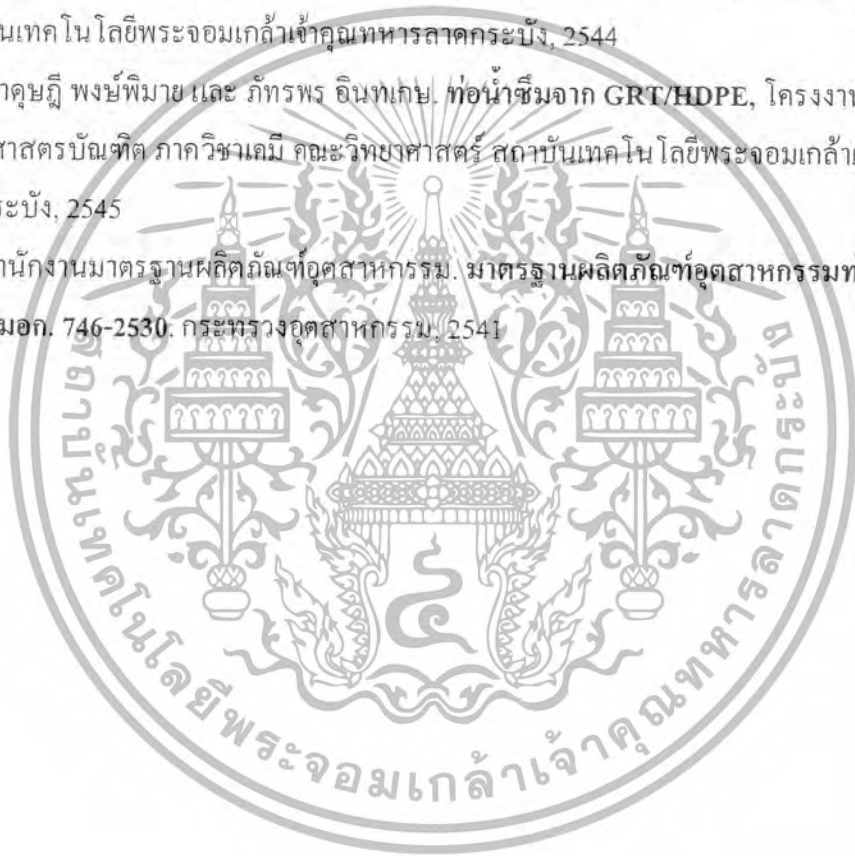 นเทคโนโลยีพระจอมเกล้าเจ้าคุณทหารลาดกระบัง, 2544
าดุษฎี พงษ์พิมาย และ ภัทรพร อินทเกษ. ท่อน้ำซึมจาก GRT/HDPE, โครงงาน
ศาสตรบัณฑิต ภาควิชาเคมี คณะวิทยาศาสตร์ สถาบันเทคโนโลยีพระจอมเกล้าเ
ระบัง, 2545
านักงานมาตรฐานผลิตภัณฑ์อุตสาหกรรม. มาตรฐานผลิตภัณฑ์อุตสาหกรรมท
มอก. 746-2530. กระทรวงอุตสาหกรรม, 2541
สถาบันเทคโนโลยีพระจอมเกล้าเจ้าคุณทหารลาดกระบัง
๔